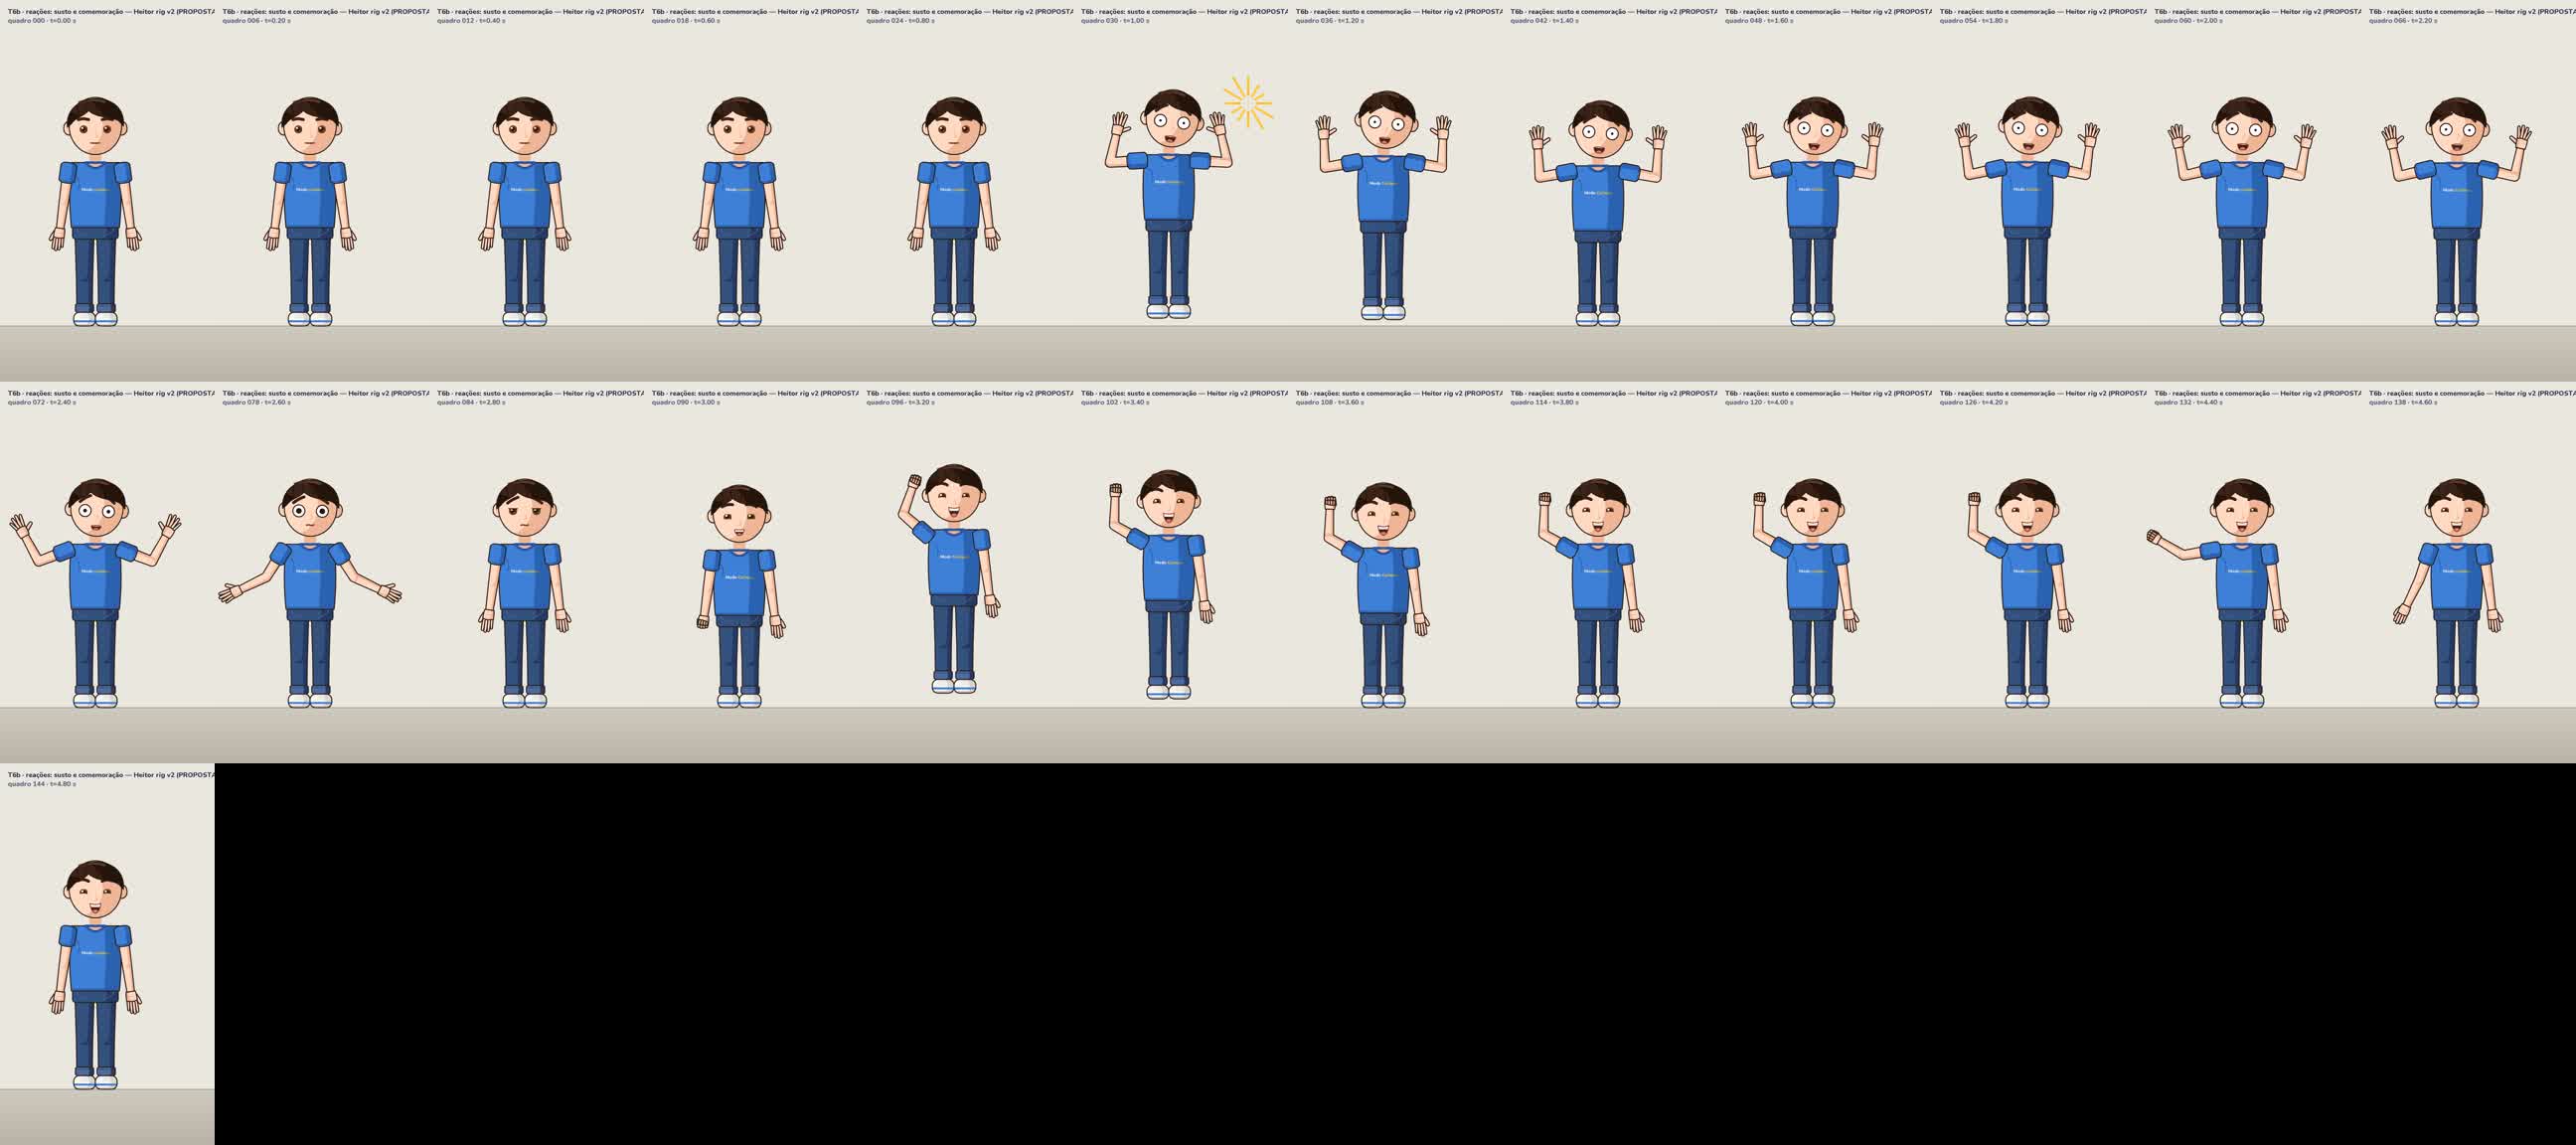 T6b · reações: susto e comemoração — Heitor rig v2 (PROPOSTA
quadro 000 · t=0.00 s
T6b · reações: susto e comemoração — Heitor rig v2 (PROPOSTA
quadro 006 · t=0.20 s
T6b · reações: susto e comemoração — Heitor rig v2 (PROPOSTA
quadro 012 · t=0.40 s
T6b · reações: susto e comemoração — Heitor rig v2 (PROPOSTA
quadro 018 · t=0.60 s
T6b · reações: susto e comemoração — Heitor rig v2 (PROPOSTA
quadro 024 · t=0.80 s
T6b · reações: susto e comemoração — Heitor rig v2 (PROPOSTA
quadro 030 · t=1.00 s
T6b · reações: susto e comemoração — Heitor rig v2 (PROPOSTA
quadro 036 · t=1.20 s
T6b · reações: susto e comemoração — Heitor rig v2 (PROPOSTA
quadro 042 · t=1.40 s
T6b · reações: susto e comemoração — Heitor rig v2 (PROPOSTA
quadro 048 · t=1.60 s
T6b · reações: susto e comemoração — Heitor rig v2 (PROPOSTA
quadro 054 · t=1.80 s
T6b · reações: susto e comemoração — Heitor rig v2 (PROPOSTA
quadro 060 · t=2.00 s
T6b · reações: susto e comemoração — Heitor rig v2 (PROPOSTA
quadro 066 · t=2.20 s
T6b · reações: susto e comemoração — Heitor rig v2 (PROPOSTA
quadro 072 · t=2.40 s
T6b · reações: susto e comemoração — Heitor rig v2 (PROPOSTA
quadro 078 · t=2.60 s
T6b · reações: susto e comemoração — Heitor rig v2 (PROPOSTA
quadro 084 · t=2.80 s
T6b · reações: susto e comemoração — Heitor rig v2 (PROPOSTA
quadro 090 · t=3.00 s
T6b · reações: susto e comemoração — Heitor rig v2 (PROPOSTA
quadro 096 · t=3.20 s
T6b · reações: susto e comemoração — Heitor rig v2 (PROPOSTA
quadro 102 · t=3.40 s
T6b · reações: susto e comemoração — Heitor rig v2 (PROPOSTA
quadro 108 · t=3.60 s
T6b · reações: susto e comemoração — Heitor rig v2 (PROPOSTA
quadro 114 · t=3.80 s
T6b · reações: susto e comemoração — Heitor rig v2 (PROPOSTA
quadro 120 · t=4.00 s
T6b · reações: susto e comemoração — Heitor rig v2 (PROPOSTA
quadro 126 · t=4.20 s
T6b · reações: susto e comemoração — Heitor rig v2 (PROPOSTA
quadro 132 · t=4.40 s
T6b · reações: susto e comemoração — Heitor rig v2 (PROPOSTA
quadro 138 · t=4.60 s
T6b · reações: susto e comemoração — Heitor rig v2 (PROPOSTA
quadro 144 · t=4.80 s